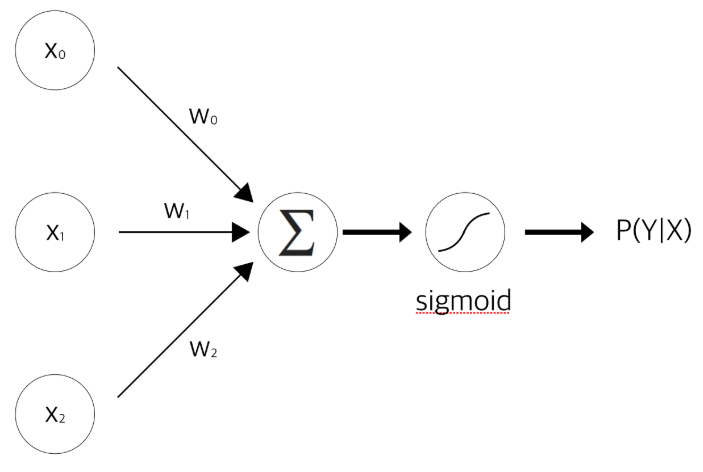 X₀
W₀
X₁
W₁
Σ
P(Y|X)
sigmoid
W₂
X₂